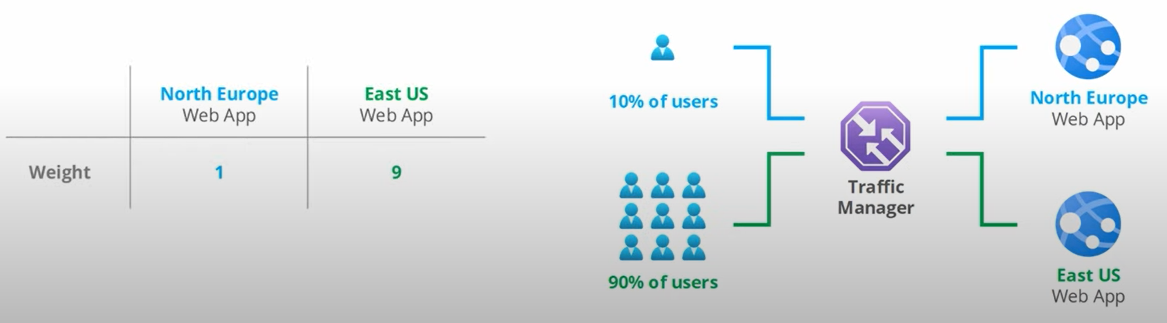 North Europe
Web App
East US
Web App
Weight
1
9
10% of users
90% of users
Traffic
Manager
North Europe
Web App
East US
Web App